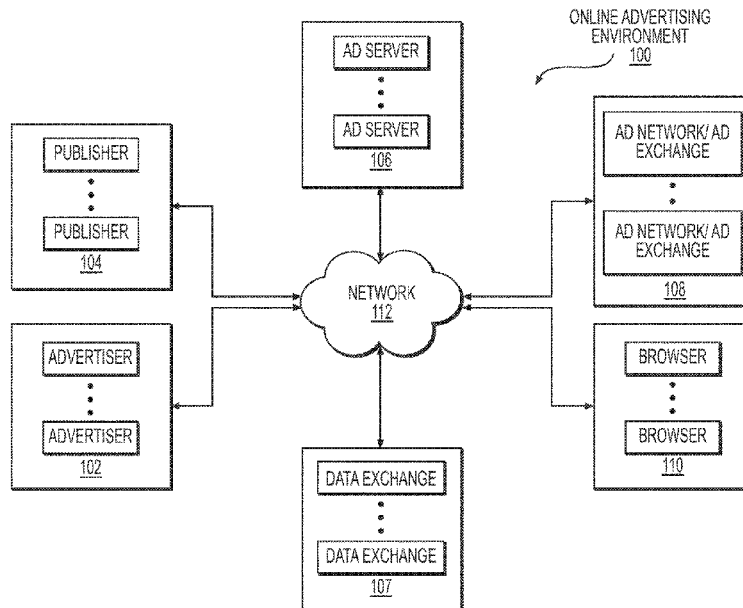 ONLINE ADVERTISING
ENVIRONMENT
100
AD SERVER
AD SERVER
106
PUBLISHER
PUBLISHER
104
AD NETWORK/ AD
EXCHANGE
AD NETWORK/ AD
EXCHANGE
108
NETWORK
112
ADVERTISER
ADVERTISER
102
BROWSER
BROWSER
110
DATA EXCHANGE
DATA EXCHANGE
107